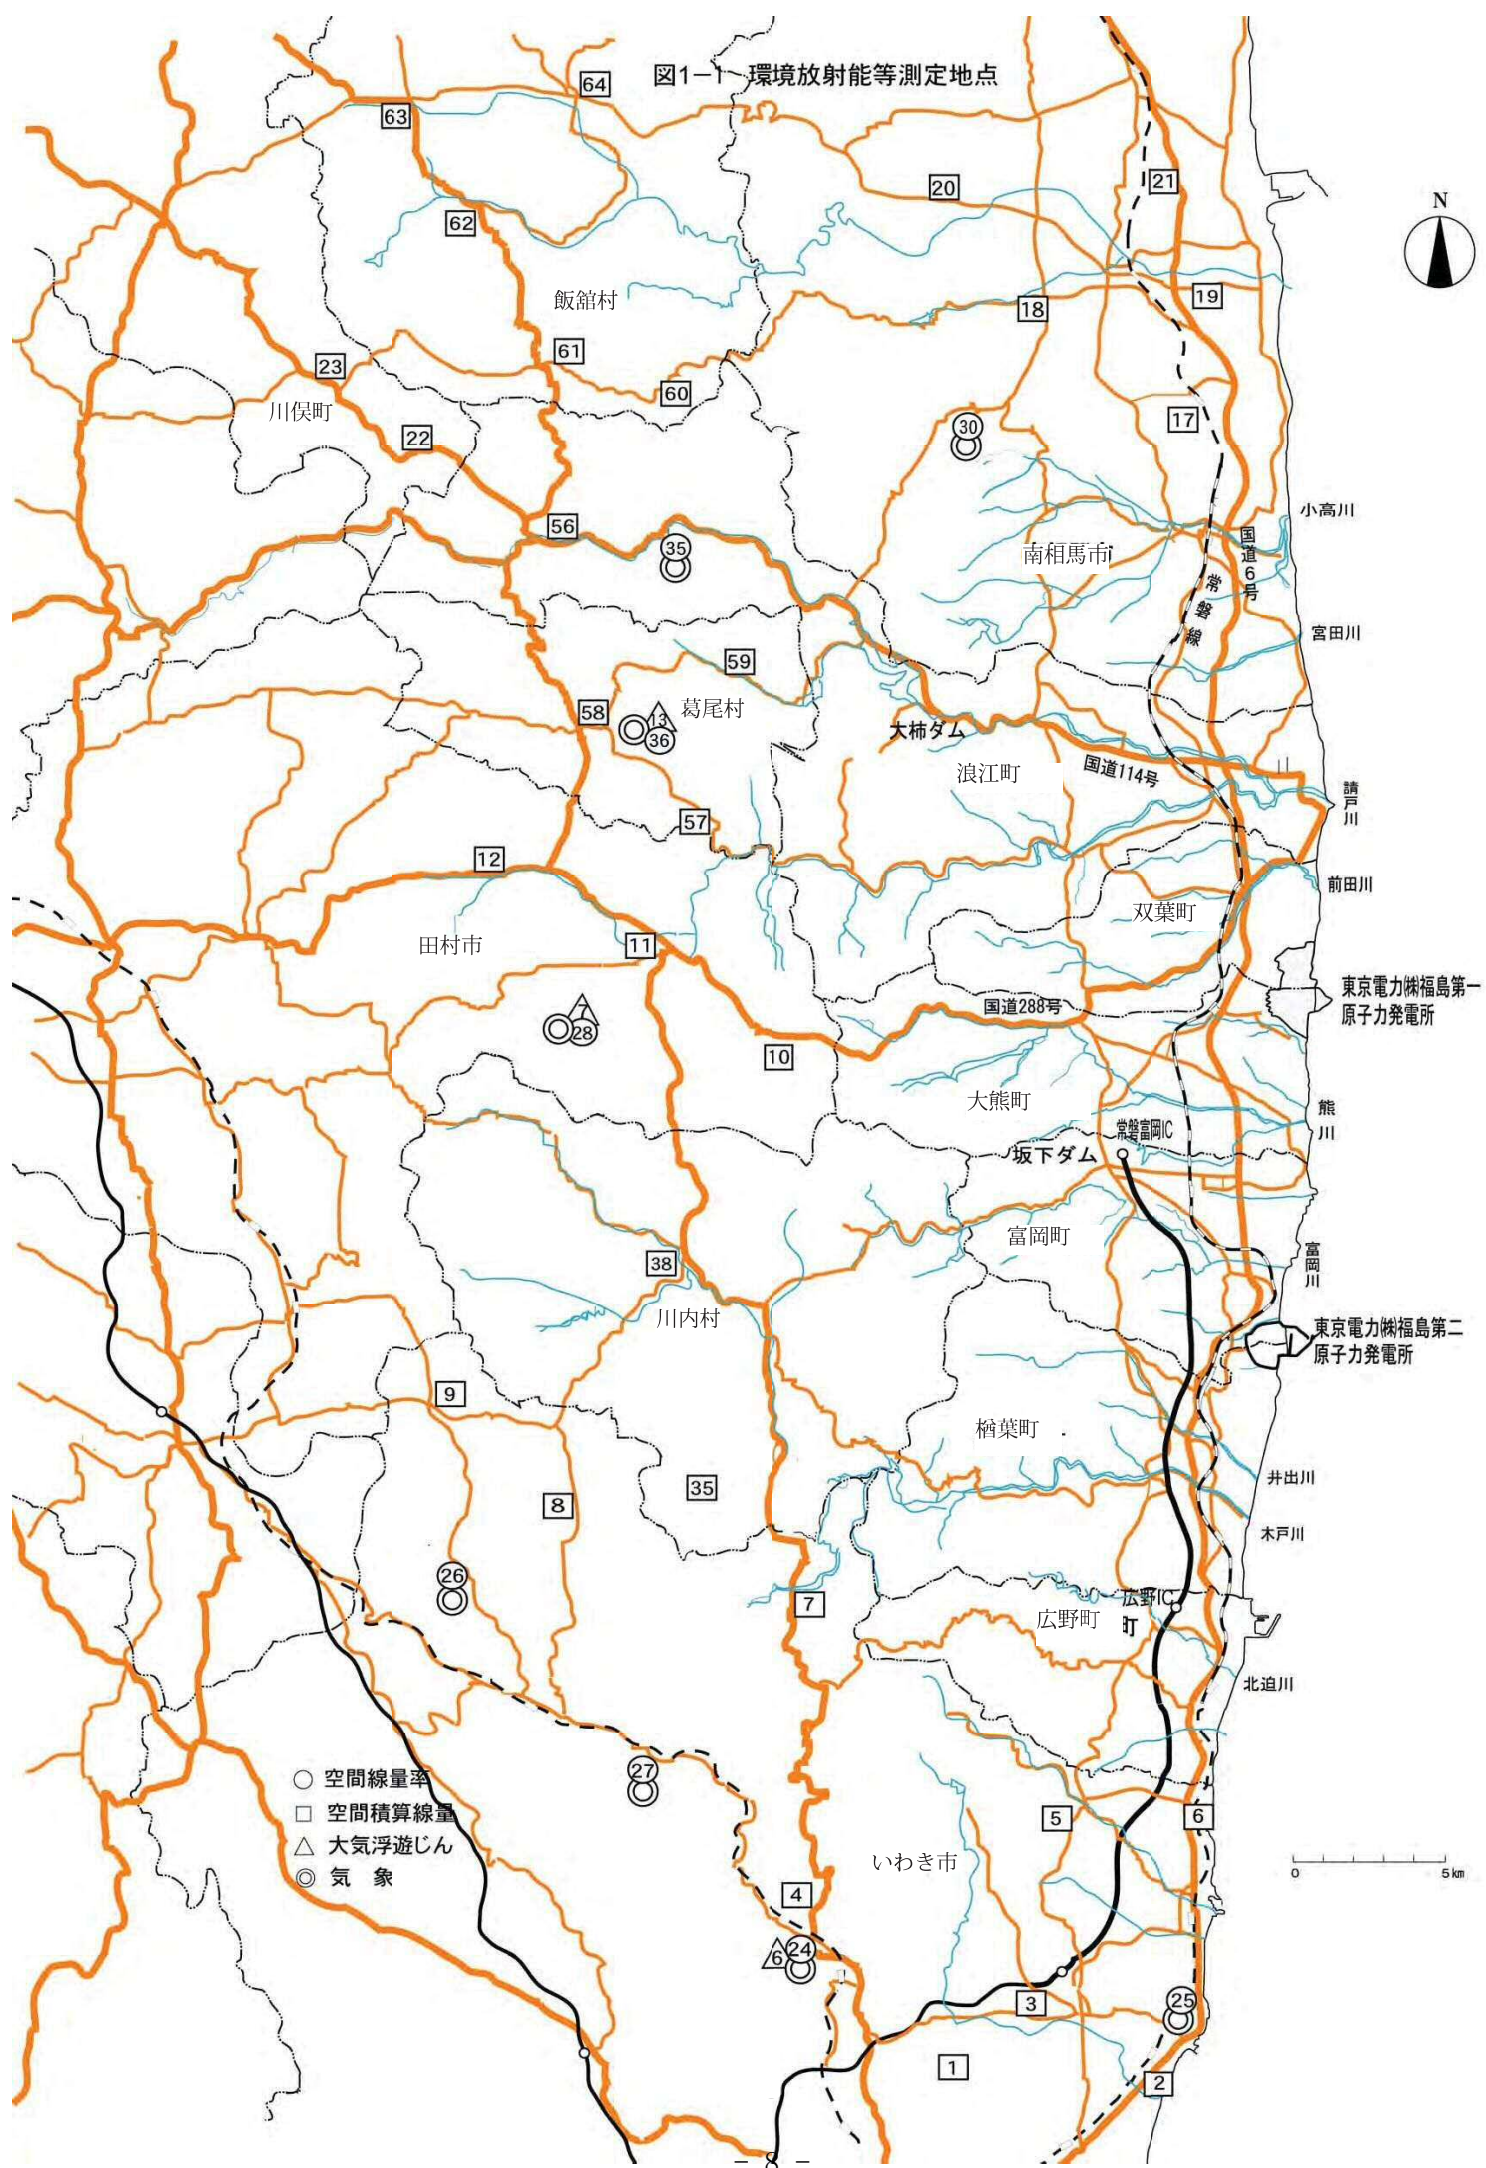 図1-1 環境放射能等測定地点
N
64
63
21
20
62
19
飯舘村
18
61
23
60
川俣町
17
30
22
小高川
56
国道6号
35
南相馬市
常磐線
宮田川
59
58
13
葛尾村
36
大柿ダム
浪江町
国道114号
請戸川
57
12
前田川
双葉町
11
田村市
東京電力㈱福島第一
原子力発電所
国道288号
7
28
10
大熊町
熊川
常磐富岡IC
坂下ダム
富岡町
38
富岡川
川内村
東京電力㈱福島第二
原子力発電所
9
楢葉町
井出川
35
8
木戸川
26
7
広野IC
広野町
町
北迫川
27
○ 空間線量率
□ 空間積算線量
△ 大気浮遊じん
◎ 気 象
5
6
いわき市
0 5km
4
24
6
25
3
1
2
- 8 -